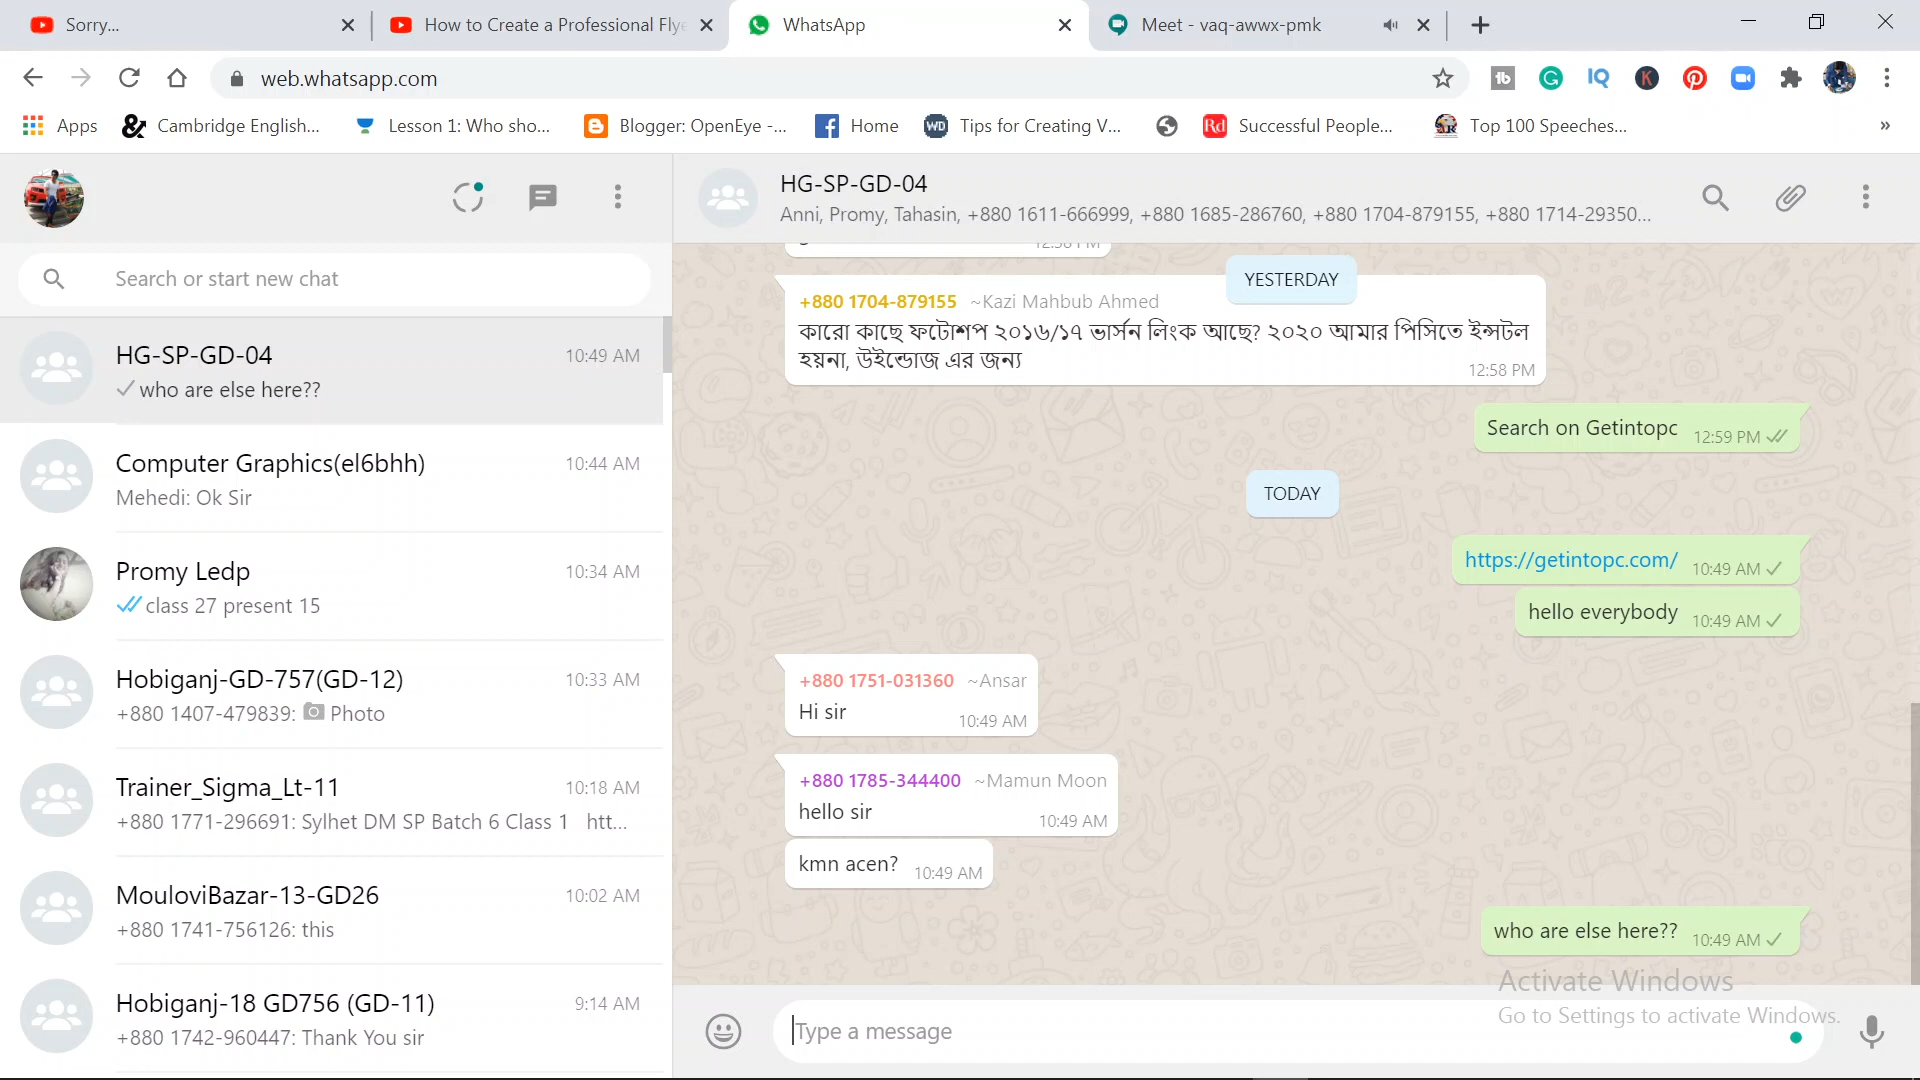 Sorry...
How to Create a Professional Flye
WhatsApp
Meet - vaq-awwx-pmk
web.whatsapp.com
Apps
Cambridge English...
Lesson 1: Who sho...
Blogger: OpenEye -...
Home
Tips for Creating V...
Successful People...
Top 100 Speeches...
»
Search or start new chat
HG-SP-GD-04
10:49 AM
who are else here??
Computer Graphics(el6bhh)
10:44 AM
Mehedi: Ok Sir
Promy Ledp
10:34 AM
class 27 present 15
Hobiganj-GD-757(GD-12)
10:33 AM
+880 1407-479839: Photo
Trainer_Sigma_Lt-11
10:18 AM
+880 1771-296691: Sylhet DM SP Batch 6 Class 1 htt...
MouloviBazar-13-GD26
10:02 AM
+880 1741-756126: this
Hobiganj-18 GD756 (GD-11)
9:14 AM
+880 1742-960447: Thank You sir
HG-SP-GD-04
Anni, Promy, Tahasin, +880 1611-666999, +880 1685-286760, +880 1704-879155, +880 1714-29350...
12:58 PM
YESTERDAY
+880 1704-879155 ~Kazi Mahbub Ahmed
কারো কাছে ফটোশপ ২০১৬/১৭ ভার্সন লিংক আছে? ২০২০ আমার পিসিতে ইন্সটল
হয়না, উইন্ডোজ এর জন্য
12:58 PM
Search on Getintopc 12:59 PM
TODAY
https://getintopc.com/ 10:49 AM
hello everybody 10:49 AM
+880 1751-031360 ~Ansar
Hi sir 10:49 AM
+880 1785-344400 ~Mamun Moon
hello sir 10:49 AM
kmn acen? 10:49 AM
who are else here?? 10:49 AM
Activate Windows
Go to Settings to activate Windows.
Type a message